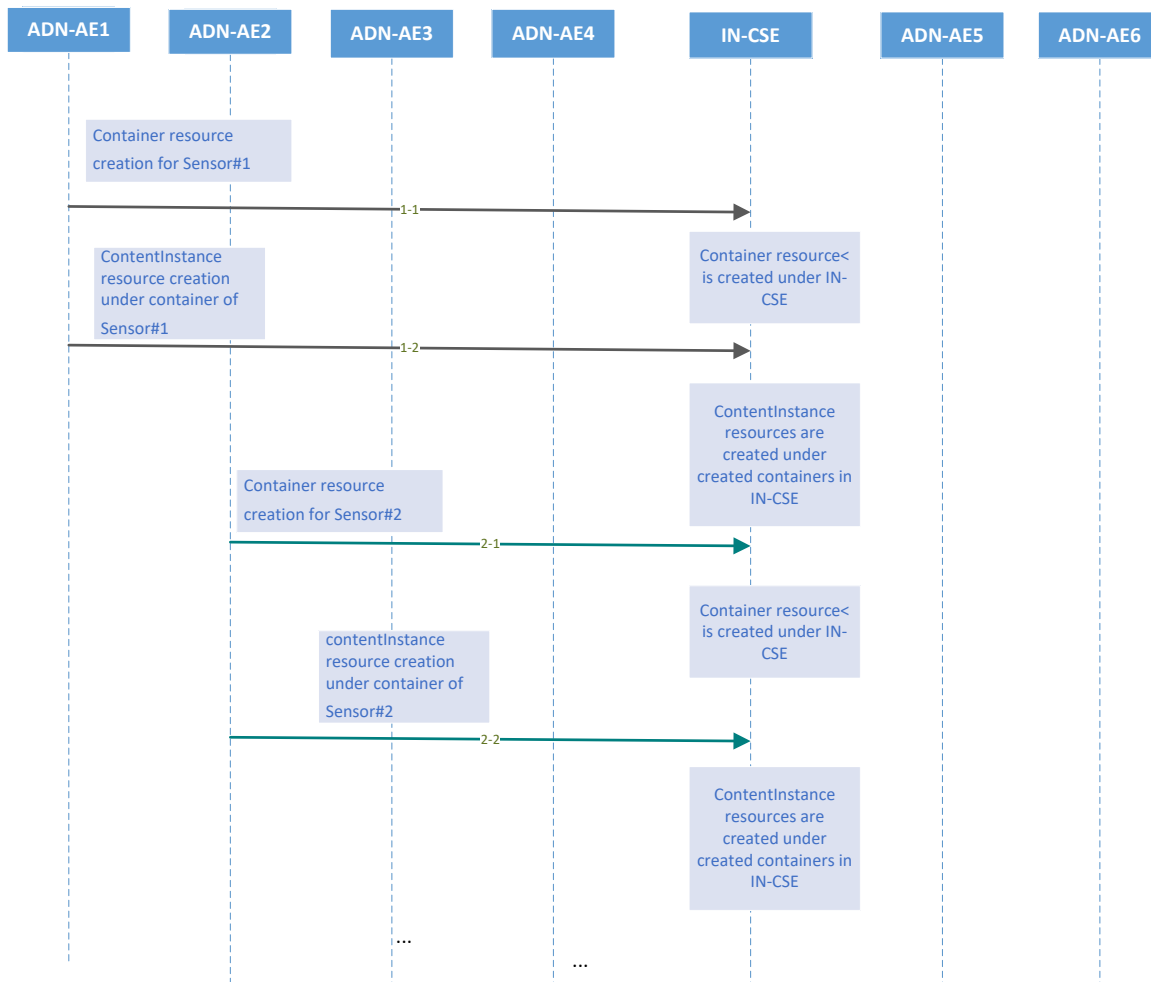 ADN-AE1
ADN-AE2
ADN-AE3
ADN-AE4
IN-CSE
ADN-AE5
ADN-AE6
Container resource
creation for Sensor#1
1-1
ContentInstance
resource creation
under container of
Sensor#1
Container resource<
is created under IN-
CSE
1-2
ContentInstance
resources are
created under
created containers in
IN-CSE
Container resource
creation for Sensor#2
2-1
Container resource<
is created under IN-
CSE
contentInstance
resource creation
under container of
Sensor#2
2-2
ContentInstance
resources are
created under
created containers in
IN-CSE
...
...